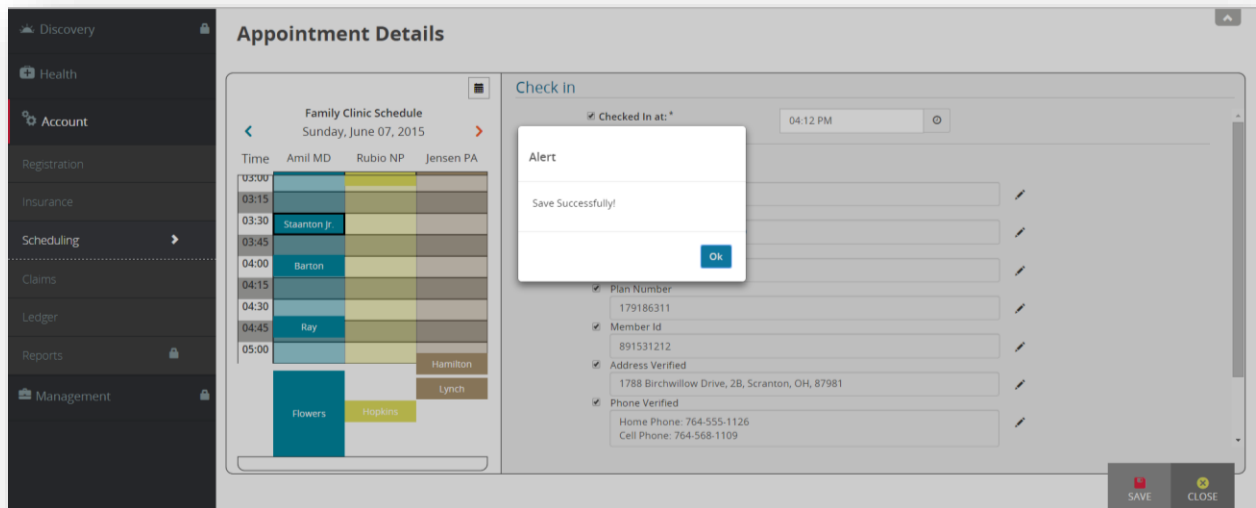 Discovery
Health
Account
Registration
Insurance
Scheduling
Claims
Ledger
Reports
Management
Appointment Details
Family Clinic Schedule
Sunday, June 07, 2015
Time Amil MD Rubio NP Jensen PA
03:00
03:15
03:30 Staanton Jr.
03:45
04:00 Barton
04:15
04:30
04:45 Ray
05:00
Hamilton
Lynch
Flowers Hopkins
Check in
Checked In at: * 04:12 PM
Alert
Save Successfully!
Ok
Plan Number
179186311
Member Id
891531212
Address Verified
1788 Birchwillow Drive, 2B, Scranton, OH, 87981
Phone Verified
Home Phone: 764-555-1126
Cell Phone: 764-568-1109
SAVE CLOSE